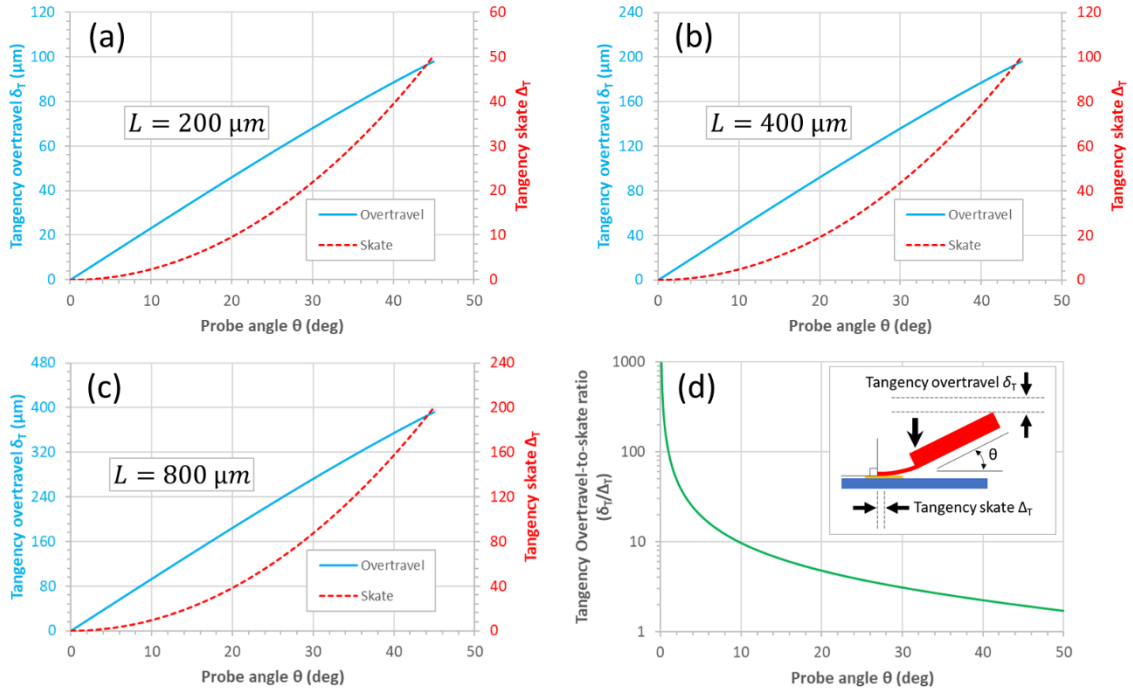 (a)
L = 200 μm
Tangency overtravel δT (μm)
120
100
80
60
40
20
0
Tangency skate ΔT
60
50
40
30
20
10
0
Overtravel
Skate
0 10 20 30 40 50
Probe angle θ (deg)
(b)
L = 400 μm
Tangency overtravel δT (μm)
240
200
160
120
80
40
0
Tangency skate ΔT
120
100
80
60
40
20
0
Overtravel
Skate
0 10 20 30 40 50
Probe angle θ (deg)
(c)
L = 800 μm
Tangency overtravel δT (μm)
480
400
320
240
160
80
0
Tangency skate ΔT
240
200
160
120
80
40
0
Overtravel
Skate
0 10 20 30 40 50
Probe angle θ (deg)
(d)
Tangency Overtravel-to-skate ratio
(δT/ΔT)
1000
100
10
1
Tangency overtravel δT
θ
Tangency skate ΔT
0 10 20 30 40 50
Probe angle θ (deg)